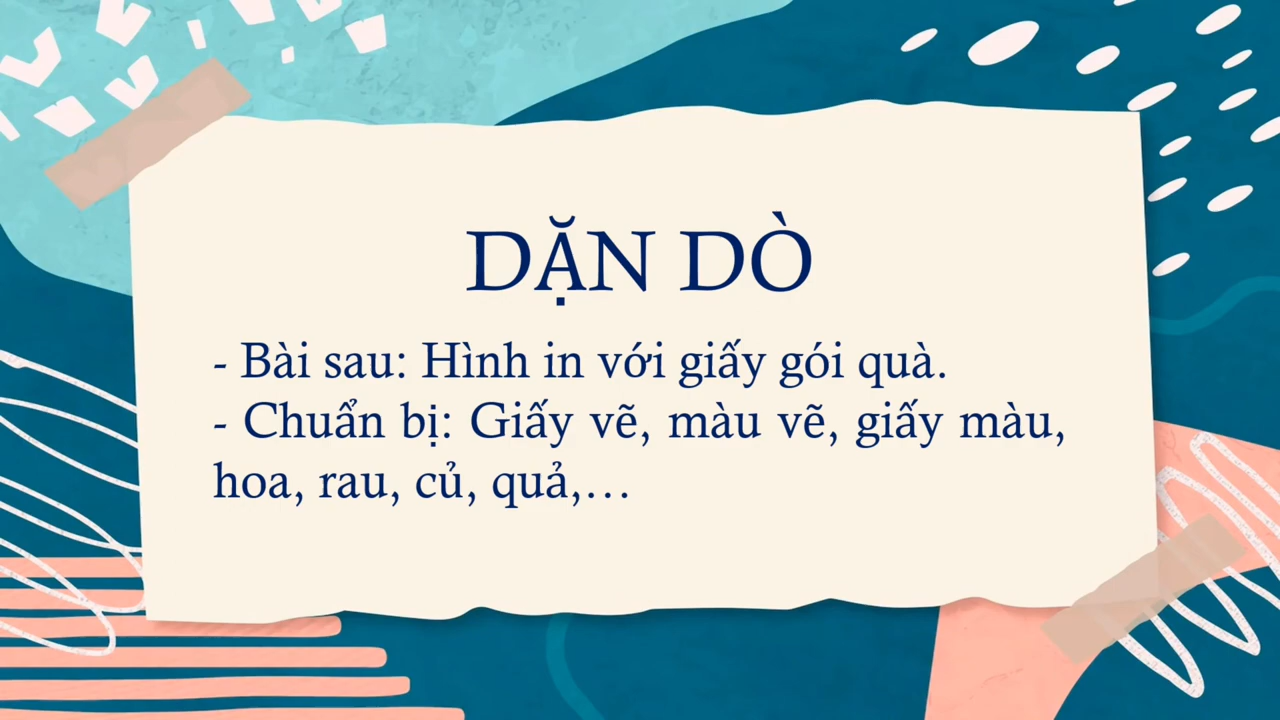 DẶN DÒ
- Bài sau: Hình in với giấy gói quà.
- Chuẩn bị: Giấy vẽ, màu vẽ, giấy màu,
hoa, rau, củ, quả,…